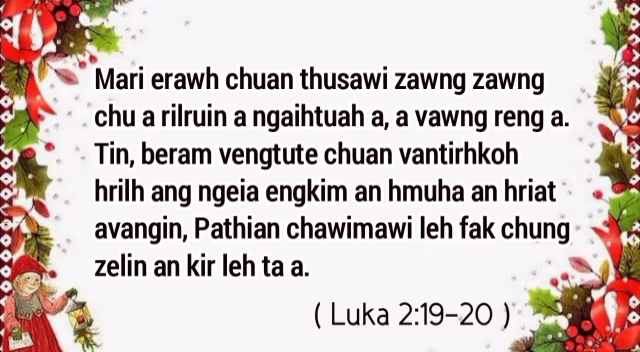 Mari erawh chuan thusawi zawng zawng
chu a rilruin a ngaihtuah a, a vawng reng a.
Tin, beram vengtute chuan vantirhkoh
hrilh ang ngeia engkim an hmuha an hriat
avangin, Pathian chawimawi leh fak chung
zelin an kir leh ta a.
( Luka 2:19-20 )